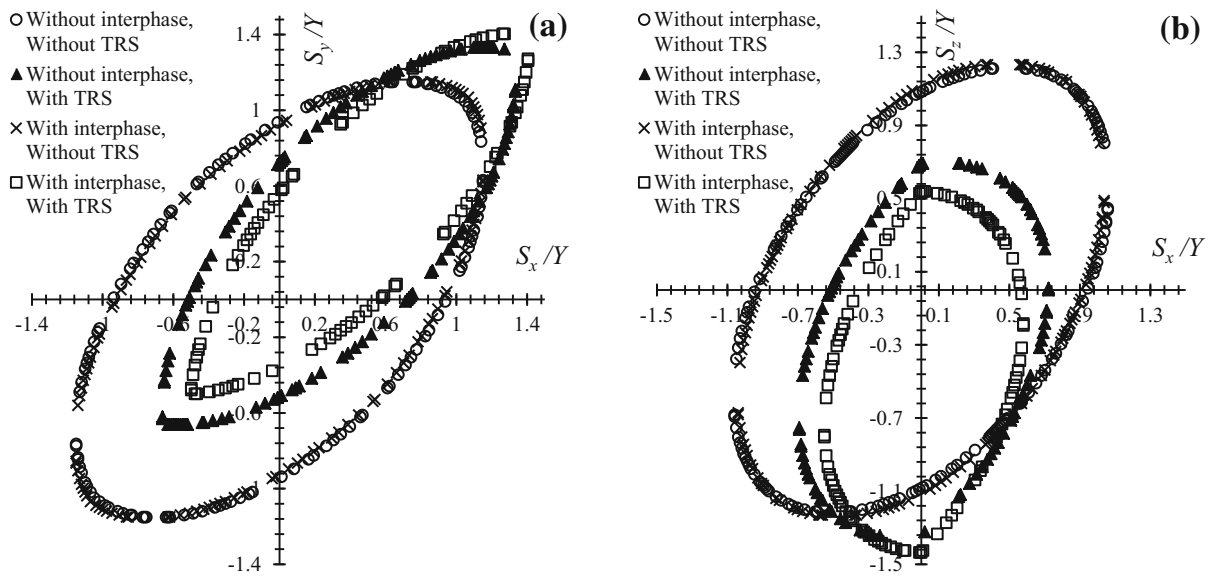 (a)
Without interphase,
Without TRS
Without interphase,
With TRS
With interphase,
Without TRS
With interphase,
With TRS
S_y/Y
S_x/Y
1.4
1
0.6
0.2
-0.2
-0.6
-1
-1.4
-1.4
-1
-0.6
-0.2
0.2
0.6
1
1.4
(b)
Without interphase,
Without TRS
Without interphase,
With TRS
With interphase,
Without TRS
With interphase,
With TRS
S_z/Y
S_x/Y
1.3
0.9
0.5
0.1
-0.3
-0.7
-1.1
-1.5
-1.5
-1.1
-0.7
-0.3
0.1
0.5
0.9
1.3